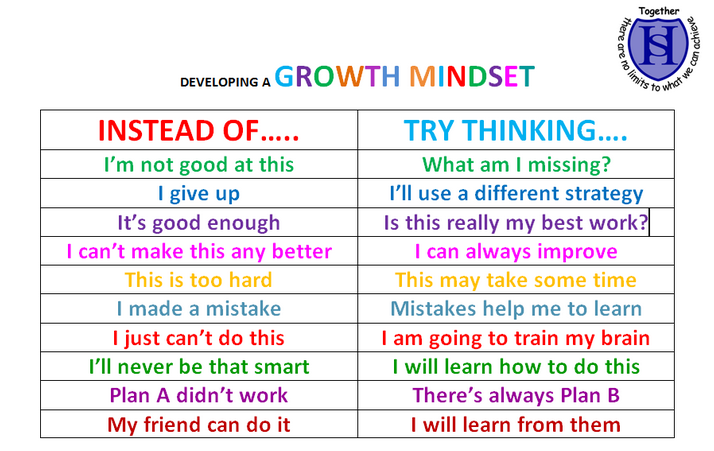 Together
there are no limits to what we can achieve
HS
DEVELOPING A GROWTH MINDSET
INSTEAD OF….. TRY THINKING….
I’m not good at this What am I missing?
I give up I’ll use a different strategy
It’s good enough Is this really my best work?
I can’t make this any better I can always improve
This is too hard This may take some time
I made a mistake Mistakes help me to learn
I just can’t do this I am going to train my brain
I’ll never be that smart I will learn how to do this
Plan A didn’t work There’s always Plan B
My friend can do it I will learn from them